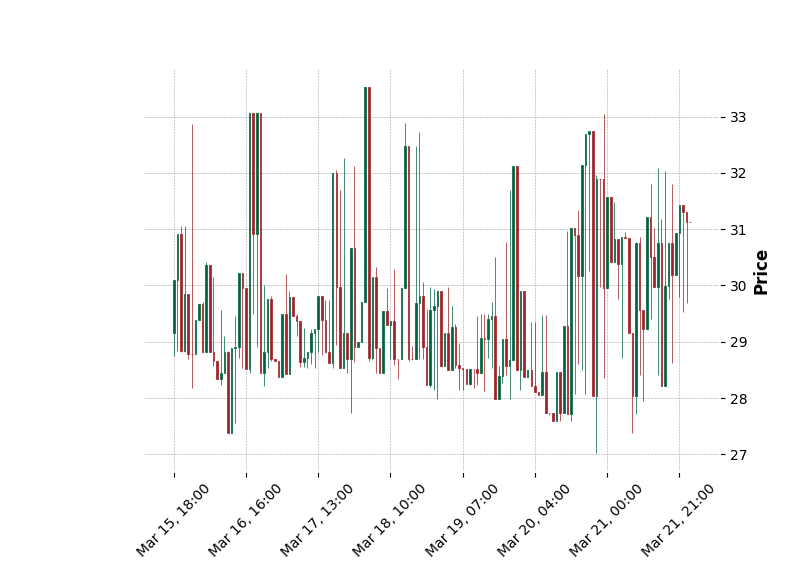 33
32
31
30
29
28
27
Price
Mar 15, 18:00
Mar 16, 16:00
Mar 17, 13:00
Mar 18, 10:00
Mar 19, 07:00
Mar 20, 04:00
Mar 21, 00:00
Mar 21, 21:00